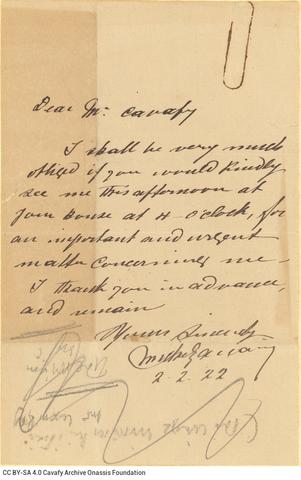 Dear Mr. Cavafy
I shall be very much
obliged if you would kindly
see me this afternoon at
your house at 4 o'clock, for
an important and urgent
matter concerning me -
I thank you in advance,
and remain
Yours Sincerely
2.2.22
CC BY-SA 4.0 Cavafy Archive Onassis Foundation